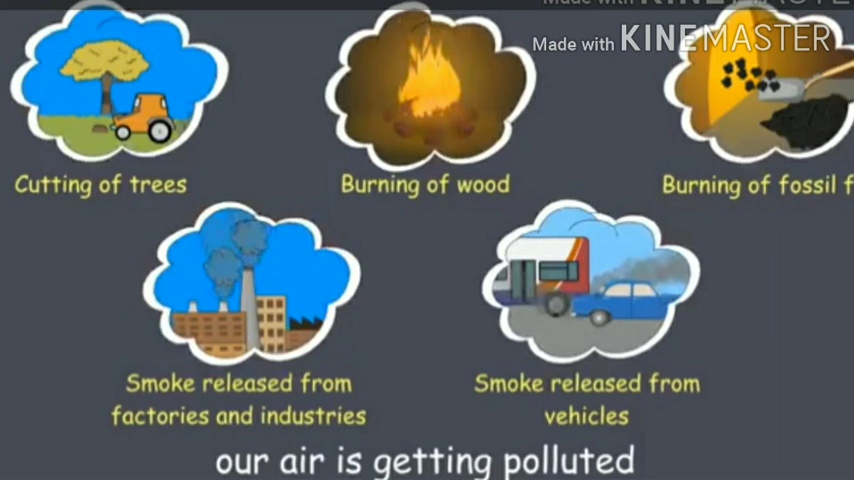 Made with KINEMASTER
Cutting of trees
Burning of wood
Burning of fossil f
Smoke released from
factories and industries
Smoke released from
vehicles
our air is getting polluted